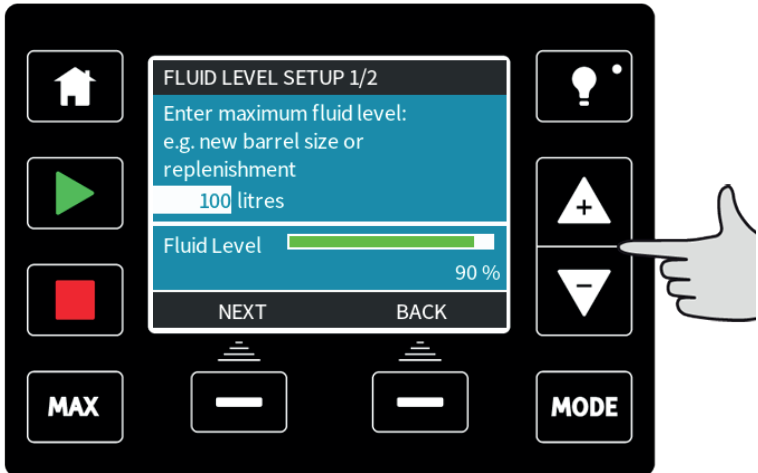 FLUID LEVEL SETUP 1/2
Enter maximum fluid level:
e.g. new barrel size or
replenishment
100 litres
Fluid Level
90 %
NEXT BACK
MAX
MODE
+
-